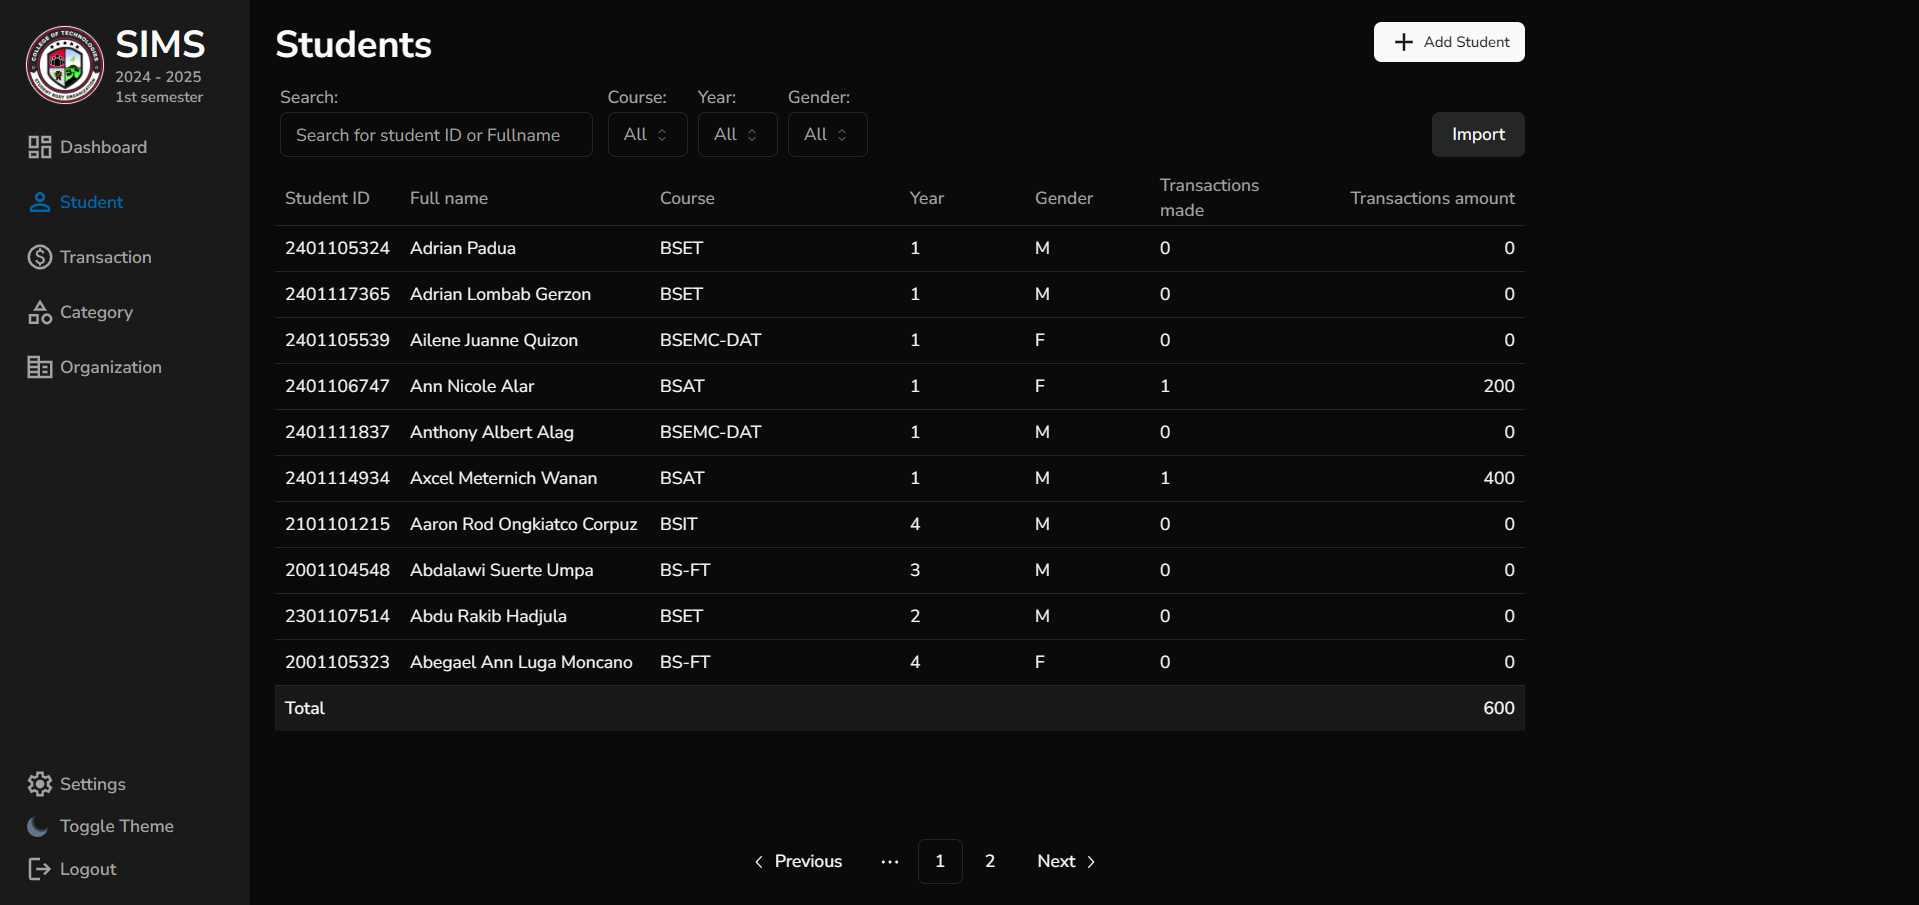 COLLEGE OF TECHNOLOGIES
STUDENT BODY ORGANIZATION
SIMS
2024 - 2025
1st semester
Dashboard
Student
Transaction
Category
Organization
Settings
Toggle Theme
Logout
Students
Add Student
Search: Course: Year: Gender:
Search for student ID or Fullname All All All
Import
Student ID Full name Course Year Gender Transactions made Transactions amount
2401105324 Adrian Padua BSET 1 M 0 0
2401117365 Adrian Lombab Gerzon BSET 1 M 0 0
2401105539 Ailene Juanne Quizon BSEMC-DAT 1 F 0 0
2401106747 Ann Nicole Alar BSAT 1 F 1 200
2401111837 Anthony Albert Alag BSEMC-DAT 1 M 0 0
2401114934 Axcel Meternich Wanan BSAT 1 M 1 400
2101101215 Aaron Rod Ongkiatco Corpuz BSIT 4 M 0 0
2001104548 Abdalawi Suerte Umpa BS-FT 3 M 0 0
2301107514 Abdu Rakib Hadjula BSET 2 M 0 0
2001105323 Abegael Ann Luga Moncano BS-FT 4 F 0 0
Total 600
Previous ... 1 2 Next